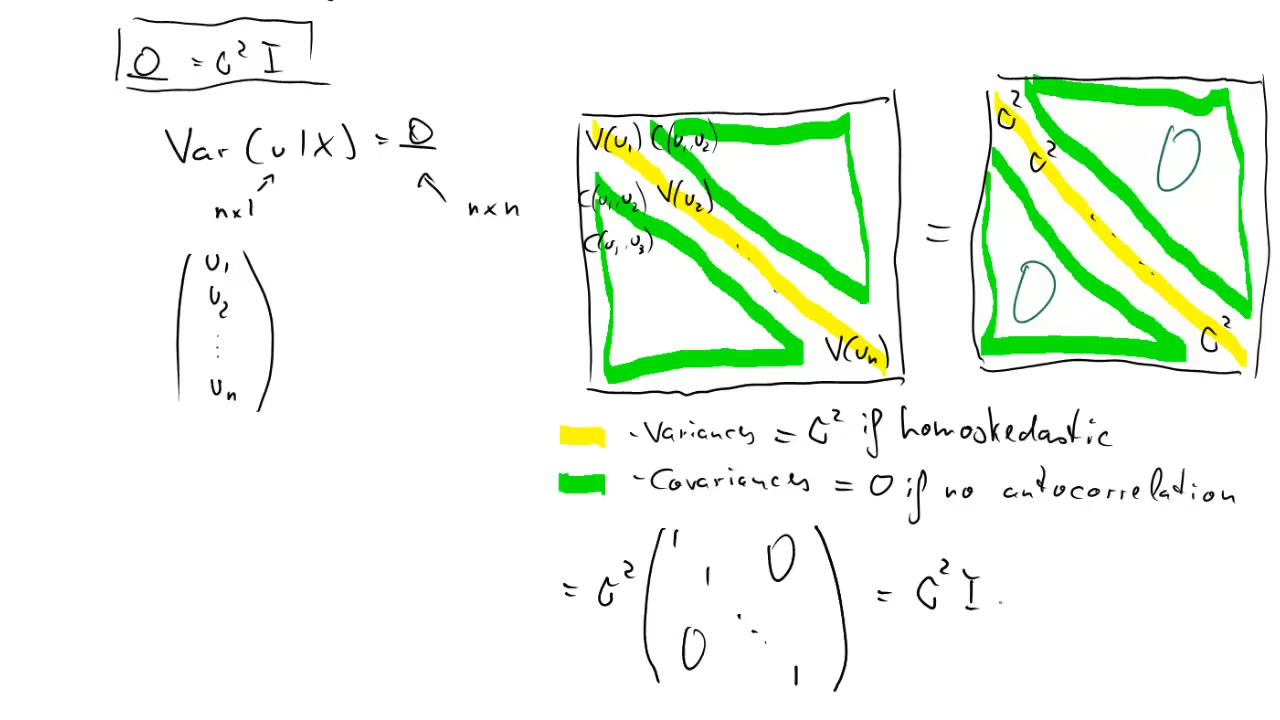 Ω = σ² I
Var (u | X) = Ω
n x 1
n x n
u₁
u₂
⋮
uₙ
V(u₁) C(u₁,u₂)
C(u₁,u₂) V(u₂)
C(u₁,u₃)
V(uₙ)
=
σ²
σ²
0
0
σ²
- Variances = σ² if homoskedastic
- Covariances = 0 if no autocorrelation
= σ² ( 1 1 0 0 ⋱ 1 ) = σ² I.